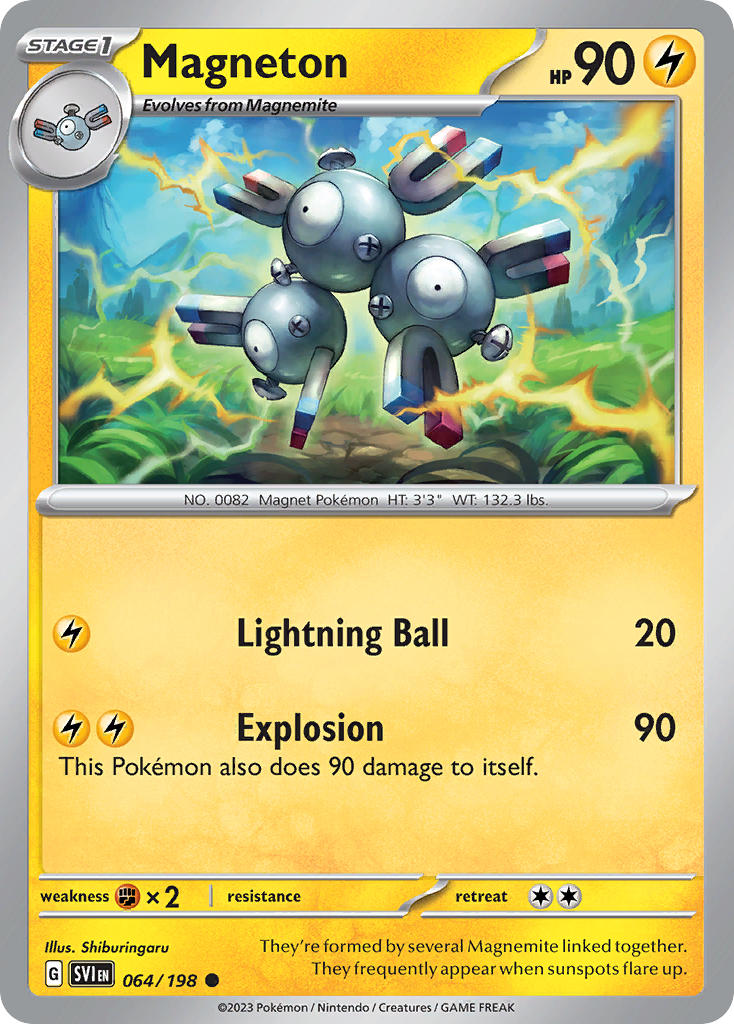 STAGE1
Magneton
HP 90
Evolves from Magnemite
NO. 0082 Magnet Pokémon HT: 3'3" WT: 132.3 lbs.
Lightning Ball 20
Explosion 90
This Pokémon also does 90 damage to itself.
weakness ×2 resistance retreat
Illus. Shiburingaru
They're formed by several Magnemite linked together.
They frequently appear when sunspots flare up.
G SVI EN 064/198
©2023 Pokémon / Nintendo / Creatures / GAME FREAK